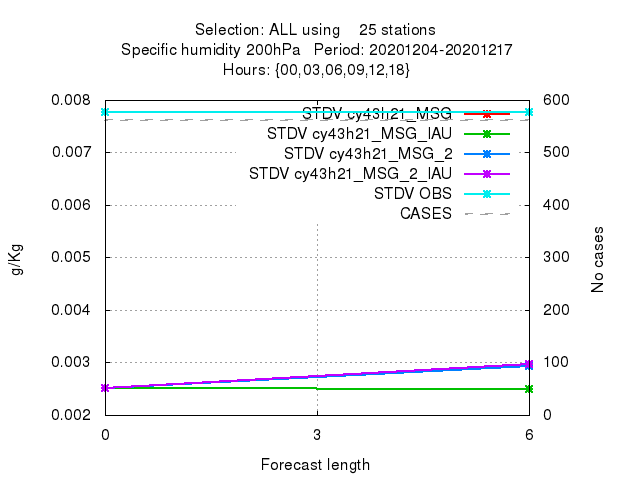 Selection: ALL using    25 stations
Specific humidity 200hPa   Period: 20201204-20201217
Hours: {00,03,06,09,12,18}
0.008
0.007
0.006
0.005
0.004
0.003
0.002
g/Kg
STDV cy43h21_MSG
STDV cy43h21_MSG_IAU
STDV cy43h21_MSG_2
STDV cy43h21_MSG_2_IAU
STDV OBS
CASES
600
500
400
300
200
100
0
No cases
0 3 6
Forecast length